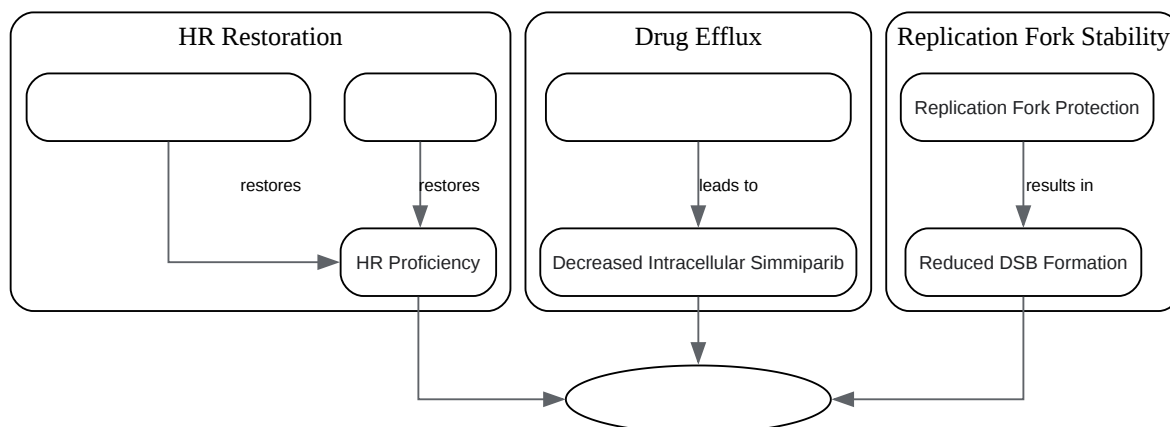 HR Restoration
Drug Efflux
Replication Fork Stability
Replication Fork Protection
restores
restores
leads to
results in
HR Proficiency
Decreased Intracellular Simmiparib
Reduced DSB Formation